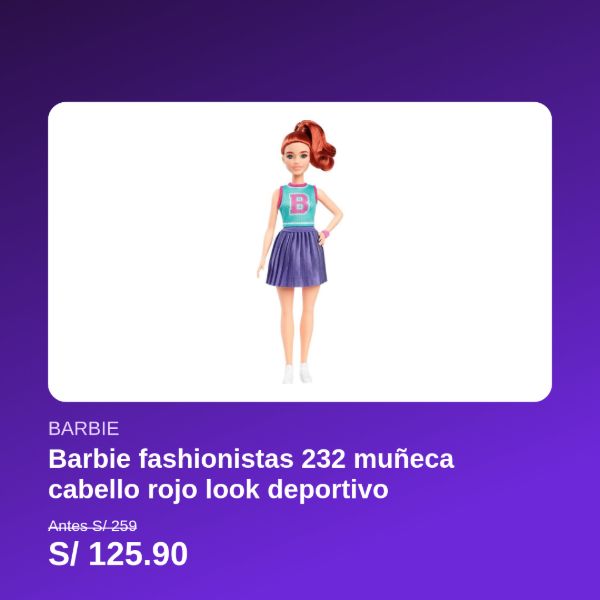 B
BARBIE
Barbie fashionistas 232 muñeca
cabello rojo look deportivo
Antes S/ 259
S/ 125.90